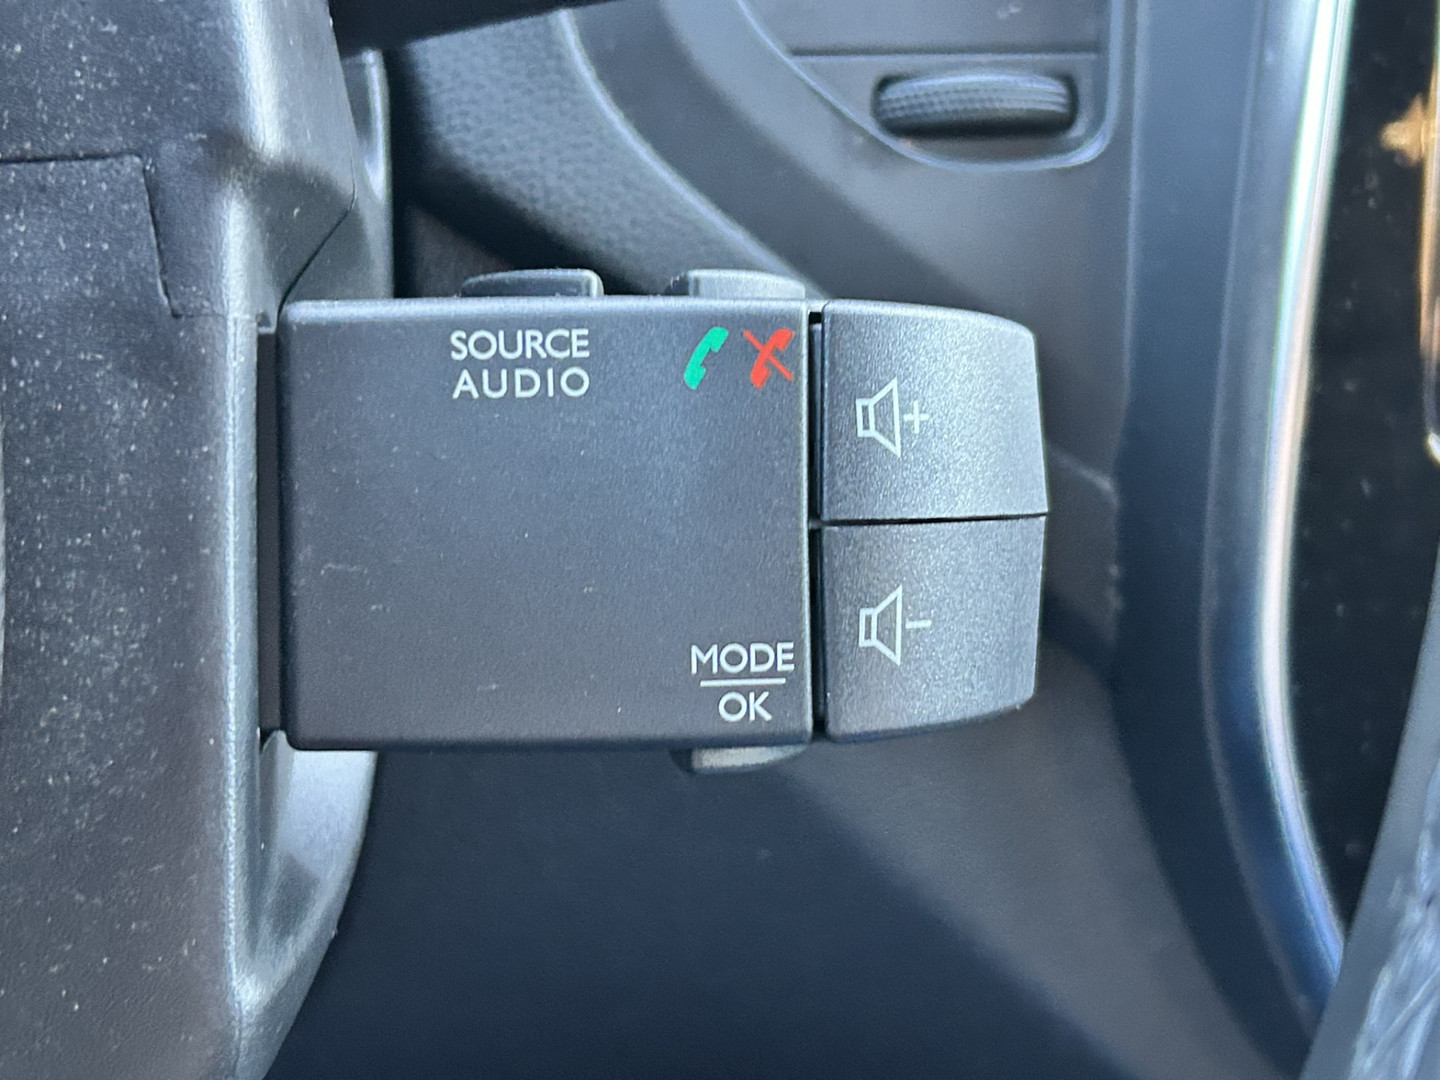 SOURCE
AUDIO
+
-
MODE
OK